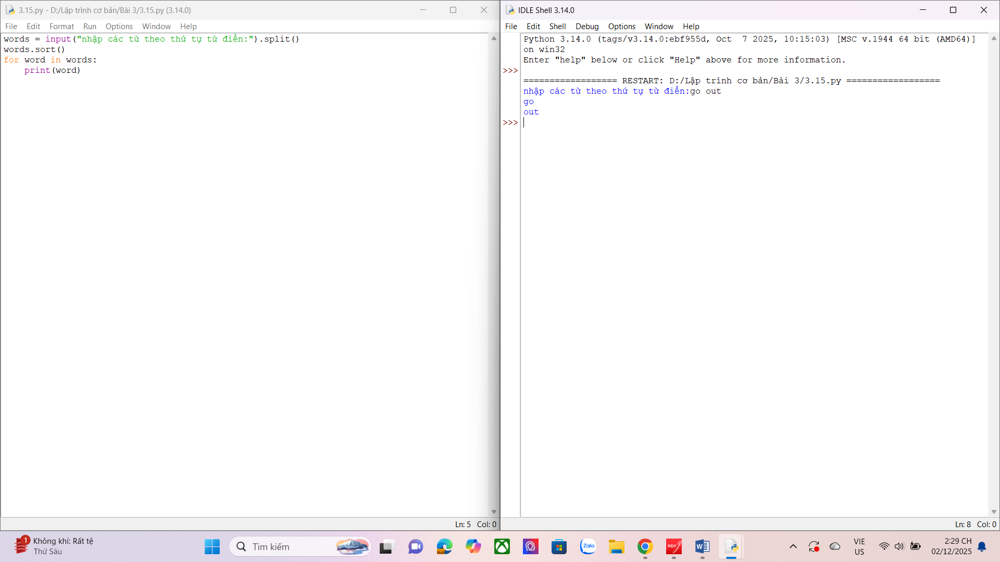 3.15.py - D:/Lập trình cơ bản/Bài 3/3.15.py (3.14.0)
File Edit Format Run Options Window Help
words = input("nhập các từ theo thứ tự từ điển:").split()
words.sort()
for word in words:
    print(word)
Ln: 5 Col: 0
IDLE Shell 3.14.0
File Edit Shell Debug Options Window Help
Python 3.14.0 (tags/v3.14.0:ebf955d, Oct  7 2025, 10:15:03) [MSC v.1944 64 bit (AMD64)]
on win32
Enter "help" below or click "Help" above for more information.
>>>
================== RESTART: D:/Lập trình cơ bản/Bài 3/3.15.py ==================
nhập các từ theo thứ tự từ điển:go out
go
out
>>>
Ln: 8 Col: 0
1
Không khí: Rất tệ
Thứ Sáu
Tìm kiếm
Zalo
PDF
VIE
US
2:29 CH
02/12/2025